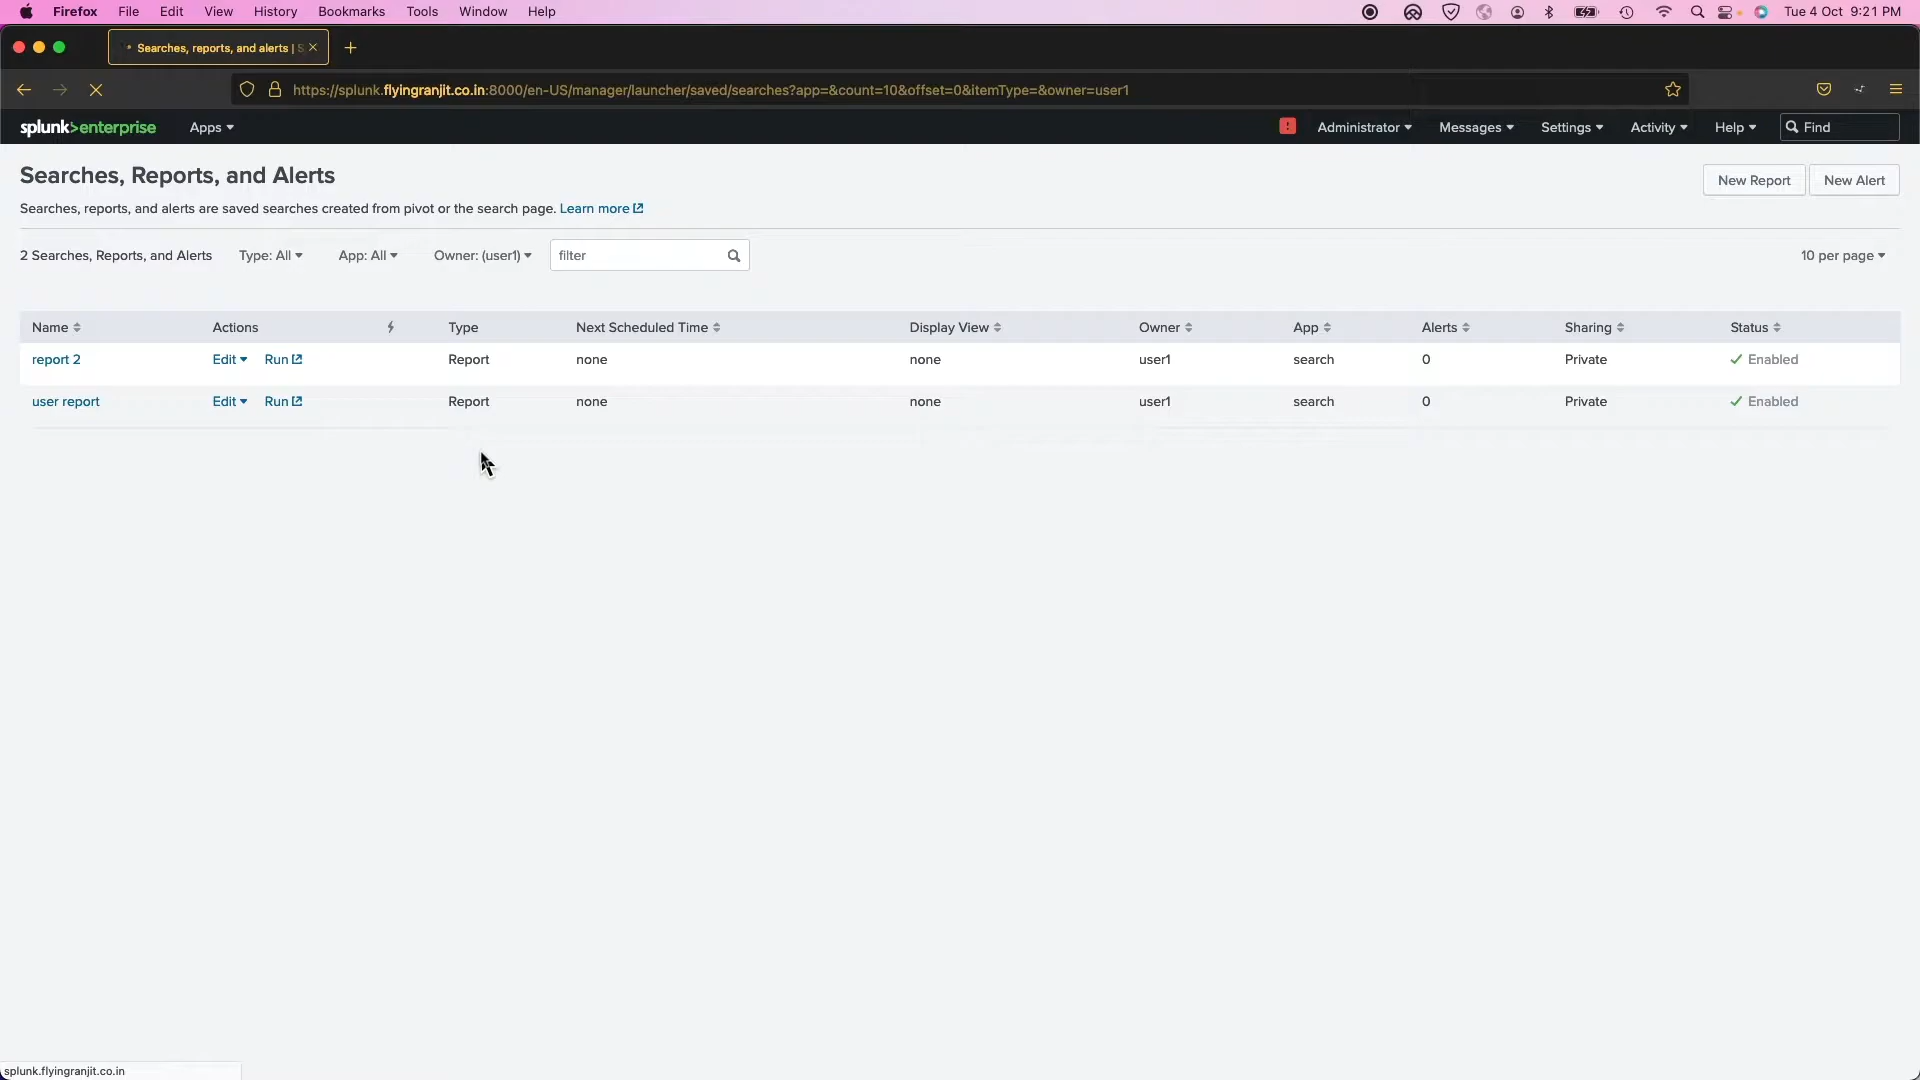 Firefox File Edit View History Bookmarks Tools Window Help Tue 4 Oct 9:21 PM
Searches, reports, and alerts | S
https://splunk.flyingranjit.co.in:8000/en-US/manager/launcher/saved/searches?app=&count=10&offset=0&itemType=&owner=user1
splunk>enterprise Apps Administrator Messages Settings Activity Help Find
Searches, Reports, and Alerts
New Report New Alert
Searches, reports, and alerts are saved searches created from pivot or the search page. Learn more
2 Searches, Reports, and Alerts Type: All App: All Owner: (user1) filter 10 per page
Name Actions Type Next Scheduled Time Display View Owner App Alerts Sharing Status
report 2 Edit Run Report none none user1 search 0 Private Enabled
user report Edit Run Report none none user1 search 0 Private Enabled
splunk.flyingranjit.co.in